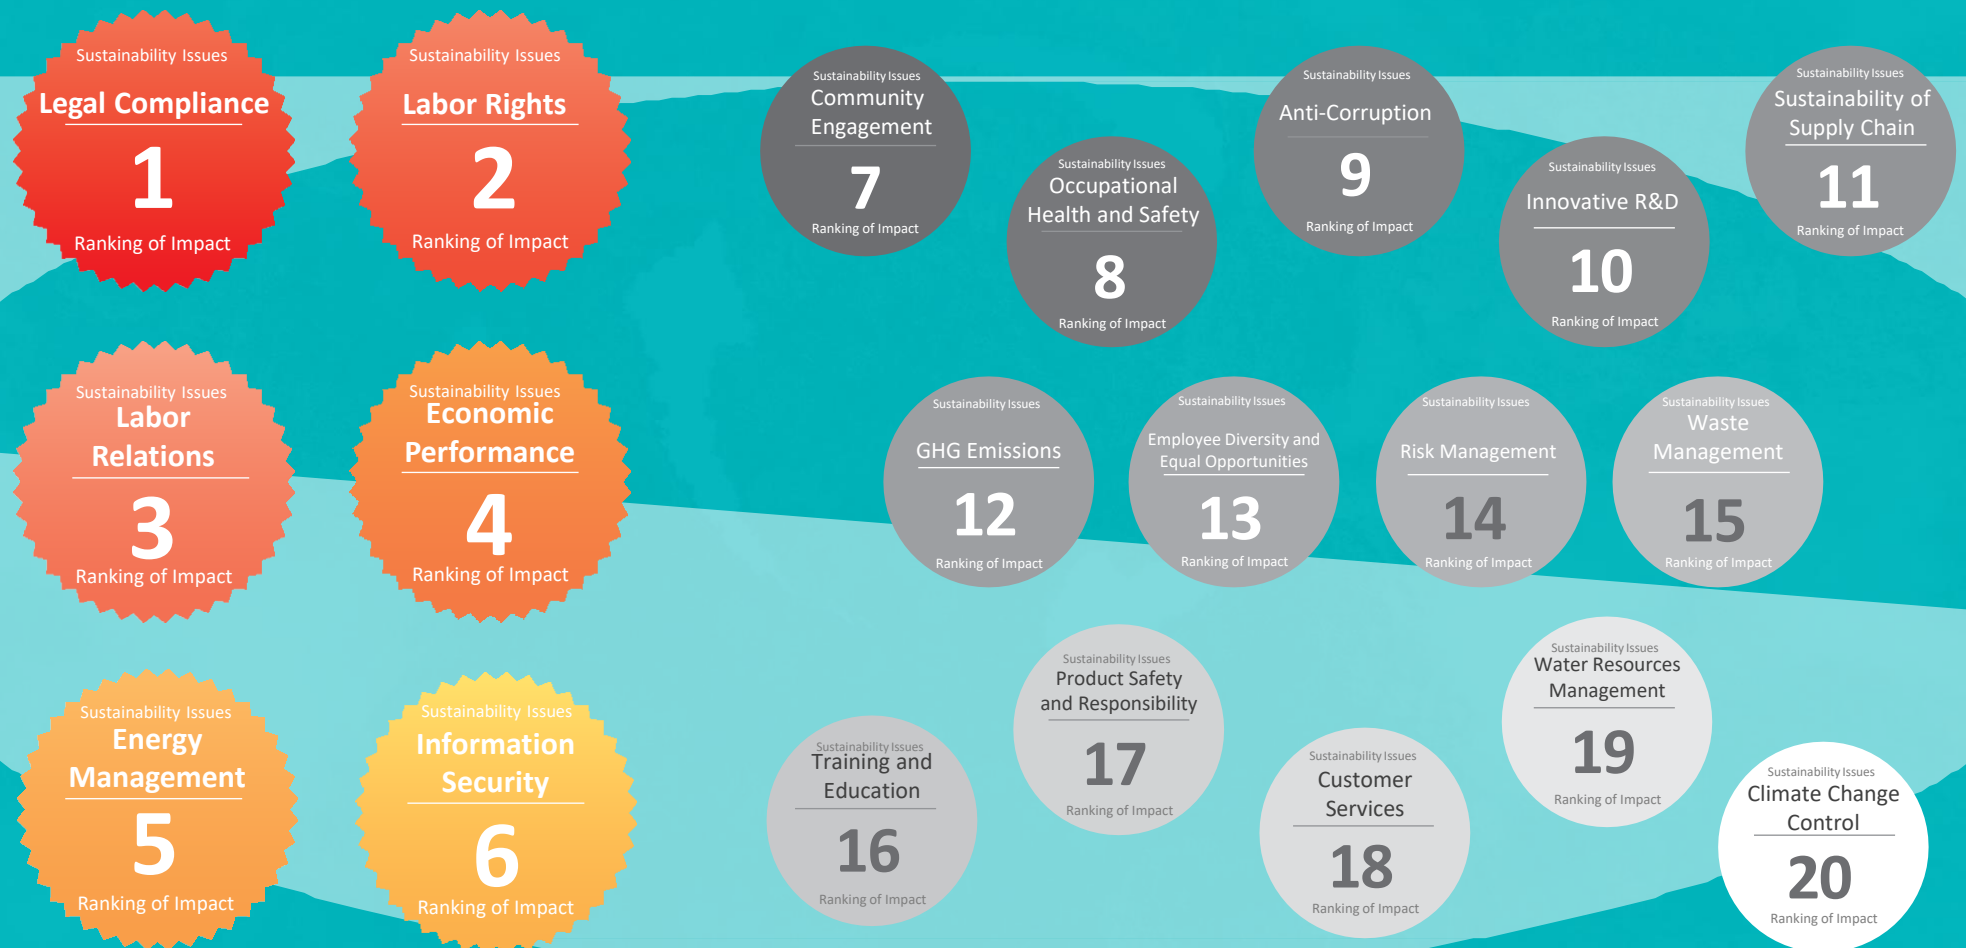 Sustainability Issues
Legal Compliance
1
Ranking of Impact
Sustainability Issues
Labor Rights
2
Ranking of Impact
Sustainability Issues
Labor
Relations
3
Ranking of Impact
Sustainability Issues
Economic
Performance
4
Ranking of Impact
Sustainability Issues
Energy
Management
5
Ranking of Impact
Sustainability Issues
Information
Security
6
Ranking of Impact
Sustainability Issues
Community
Engagement
7
Ranking of Impact
Sustainability Issues
Occupational
Health and Safety
8
Ranking of Impact
Sustainability Issues
Anti-Corruption
9
Ranking of Impact
Sustainability Issues
Innovative R&D
10
Ranking of Impact
Sustainability Issues
Sustainability of
Supply Chain
11
Ranking of Impact
Sustainability Issues
GHG Emissions
12
Ranking of Impact
Sustainability Issues
Employee Diversity and
Equal Opportunities
13
Ranking of Impact
Sustainability Issues
Risk Management
14
Ranking of Impact
Sustainability Issues
Waste
Management
15
Ranking of Impact
Sustainability Issues
Training and
Education
16
Ranking of Impact
Sustainability Issues
Product Safety
and Responsibility
17
Ranking of Impact
Sustainability Issues
Customer
Services
18
Ranking of Impact
Sustainability Issues
Water Resources
Management
19
Ranking of Impact
Sustainability Issues
Climate Change
Control
20
Ranking of Impact